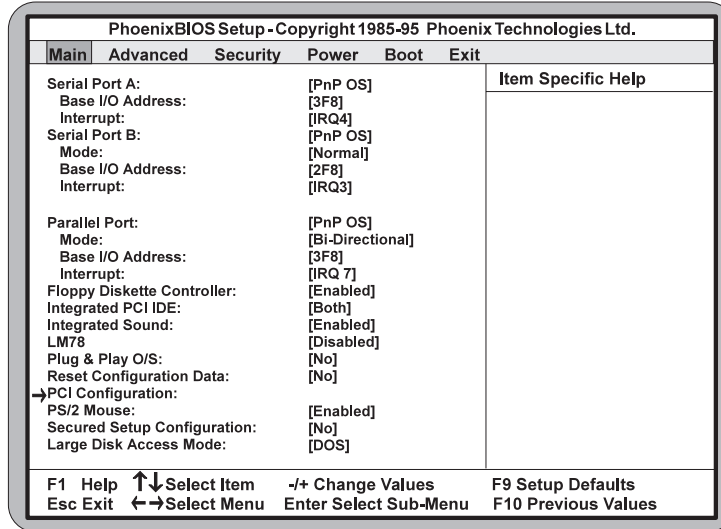 PhoenixBIOS Setup - Copyright 1985-95 Phoenix Technologies Ltd.
Main Advanced Security Power Boot Exit
Item Specific Help
Serial Port A: [PnP OS]
Base I/O Address: [3F8]
Interrupt: [IRQ4]
Serial Port B: [PnP OS]
Mode: [Normal]
Base I/O Address: [2F8]
Interrupt: [IRQ3]
Parallel Port: [PnP OS]
Mode: [Bi-Directional]
Base I/O Address: [3F8]
Interrupt: [IRQ 7]
Floppy Diskette Controller: [Enabled]
Integrated PCI IDE: [Both]
Integrated Sound: [Enabled]
LM78 [Disabled]
Plug & Play O/S: [No]
Reset Configuration Data: [No]
→PCI Configuration:
PS/2 Mouse: [Enabled]
Secured Setup Configuration: [No]
Large Disk Access Mode: [DOS]
F1 Help ↑↓Select Item -/+ Change Values F9 Setup Defaults
Esc Exit ←→Select Menu Enter Select Sub-Menu F10 Previous Values